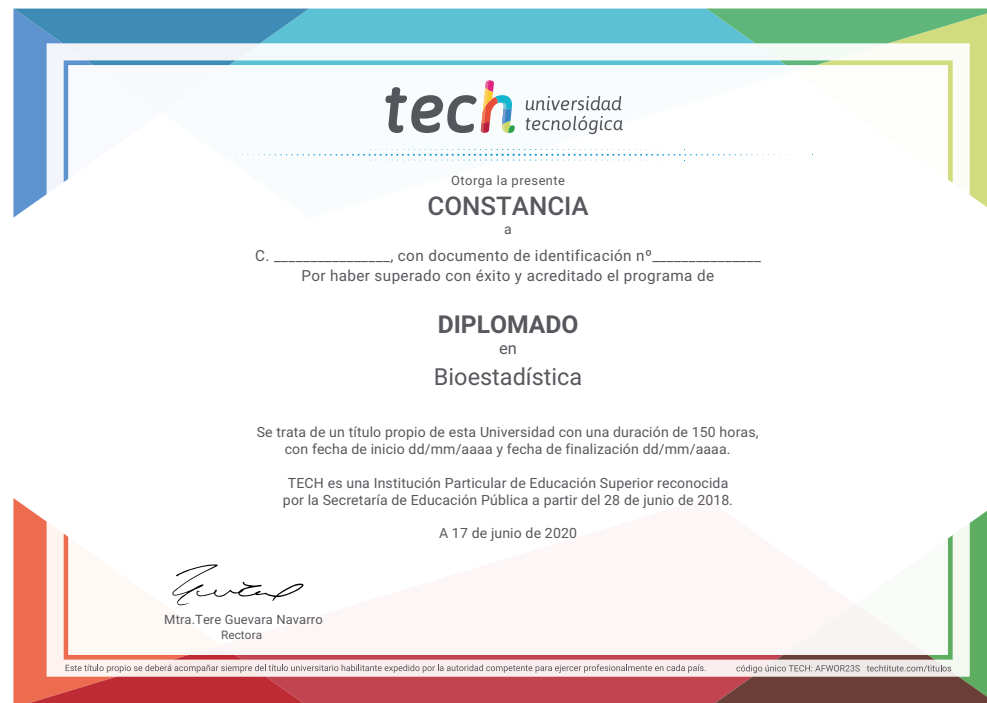 tech universidad
tecnológica
Otorga la presente
CONSTANCIA
a
C. ________________, con documento de identificación nº_______________
Por haber superado con éxito y acreditado el programa de
DIPLOMADO
en
Bioestadística
Se trata de un título propio de esta Universidad con una duración de 150 horas,
con fecha de inicio dd/mm/aaaa y fecha de finalización dd/mm/aaaa.
TECH es una Institución Particular de Educación Superior reconocida
por la Secretaría de Educación Pública a partir del 28 de junio de 2018.
A 17 de junio de 2020
Mtra.Tere Guevara Navarro
Rectora
Este título propio se deberá acompañar siempre del título universitario habilitante expedido por la autoridad competente para ejercer profesionalmente en cada país. código único TECH: AFWOR23S techtitute.com/titulos